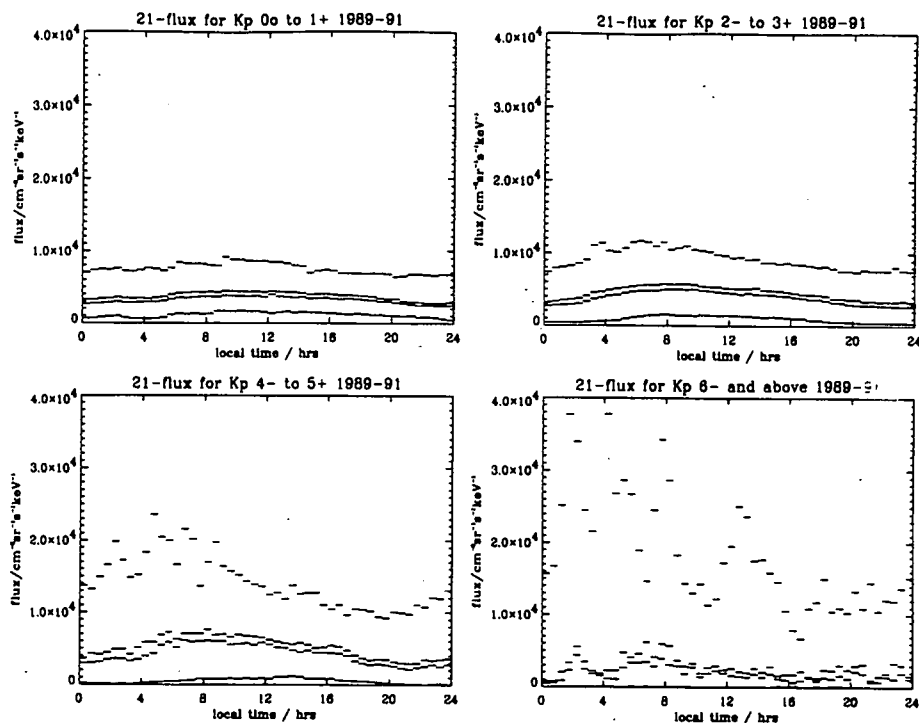 21-flux for Kp 0o to 1+ 1989-91
4.0×10⁴
3.0×10⁴
2.0×10⁴
1.0×10⁴
0
flux/cm⁻²sr⁻¹s⁻¹keV⁻¹
0 4 8 12 16 20 24
local time / hrs
21-flux for Kp 2- to 3+ 1989-91
4.0×10⁴
3.0×10⁴
2.0×10⁴
1.0×10⁴
0
flux/cm⁻²sr⁻¹s⁻¹keV⁻¹
0 4 8 12 16 20 24
local time / hrs
21-flux for Kp 4- to 5+ 1989-91
4.0×10⁴
3.0×10⁴
2.0×10⁴
1.0×10⁴
0
flux/cm⁻²sr⁻¹s⁻¹keV⁻¹
0 4 8 12 16 20 24
local time / hrs
21-flux for Kp 6- and above 1989-91
4.0×10⁴
3.0×10⁴
2.0×10⁴
1.0×10⁴
0
flux/cm⁻²sr⁻¹s⁻¹keV⁻¹
0 4 8 12 16 20 24
local time / hrs